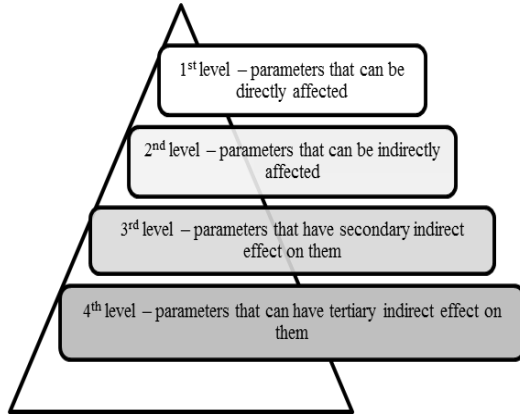 1st level – parameters that can be
directly affected
2nd level – parameters that can be indirectly
affected
3rd level – parameters that have secondary indirect
effect on them
4th level – parameters that can have tertiary indirect effect on
them